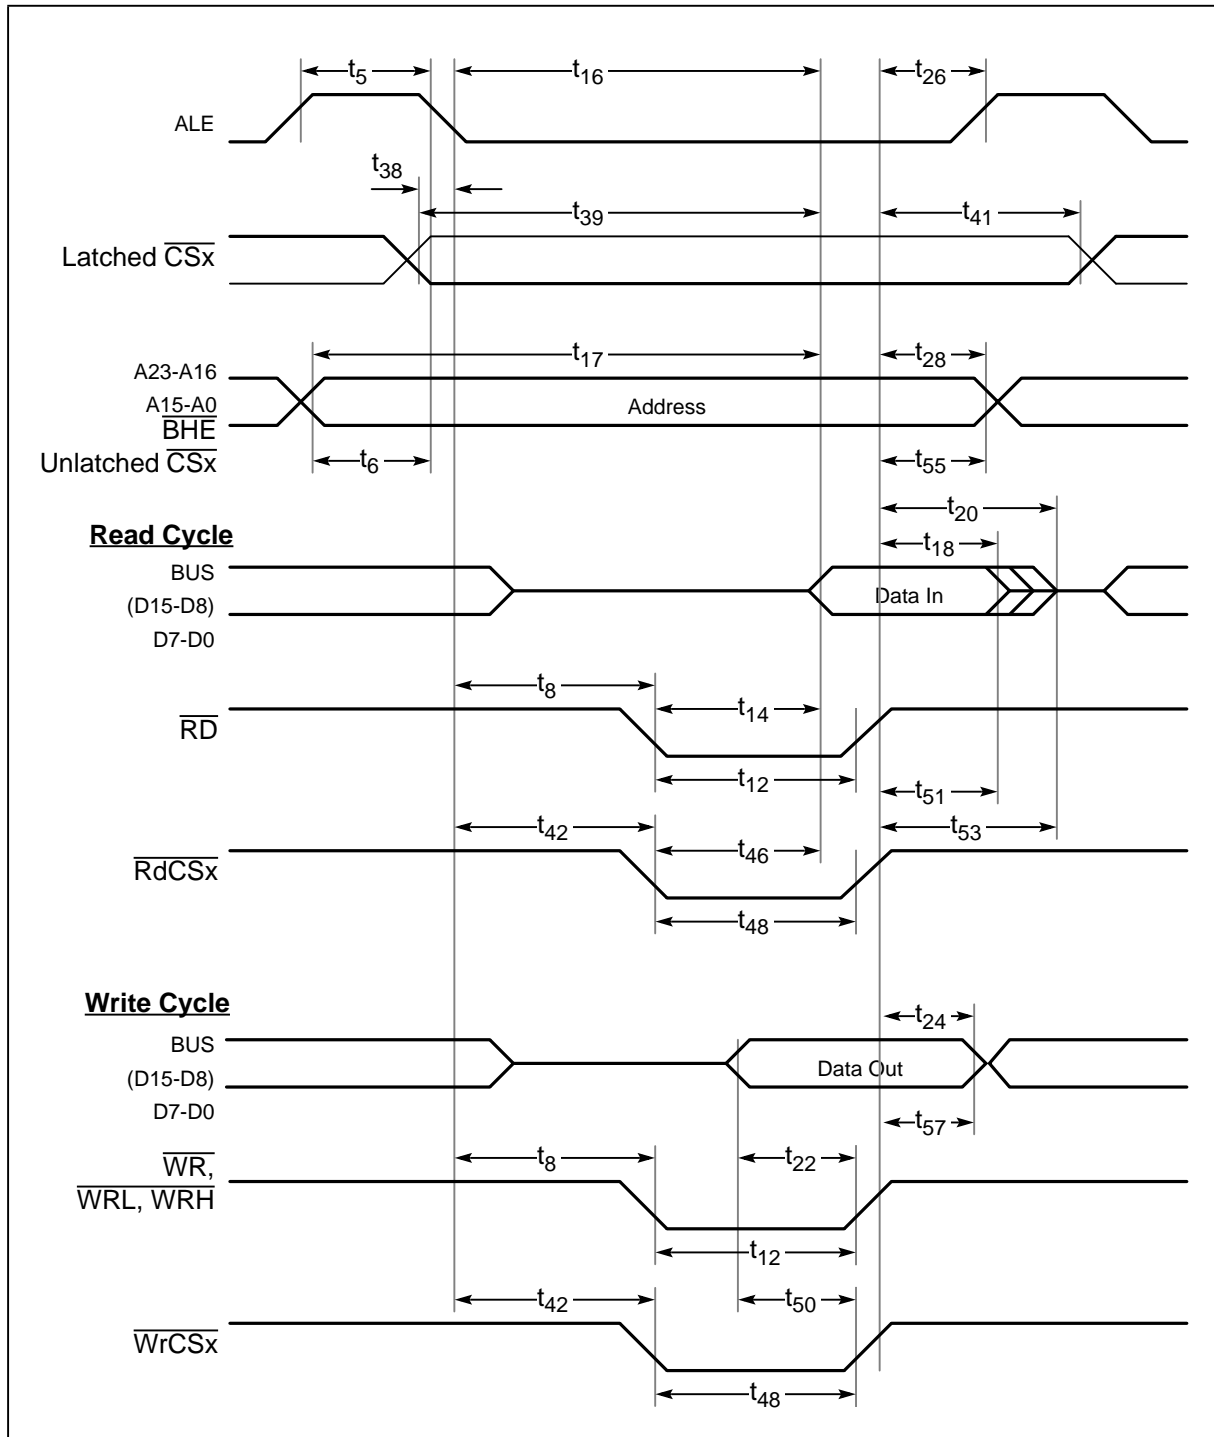 t5 t16 t26
ALE
t38
t39 t41
Latched CSx
t17 t28
A23-A16
A15-A0 Address
BHE
Unlatched CSx t6 t55
t20
Read Cycle t18
BUS
(D15-D8) Data In
D7-D0
t8
RD t14
t12 t51
t42 t53
RdCSx t46
t48
Write Cycle t24
BUS
(D15-D8) Data Out
D7-D0 t57
WR, t8 t22
WRL, WRH
t12
t42 t50
WrCSx
t48